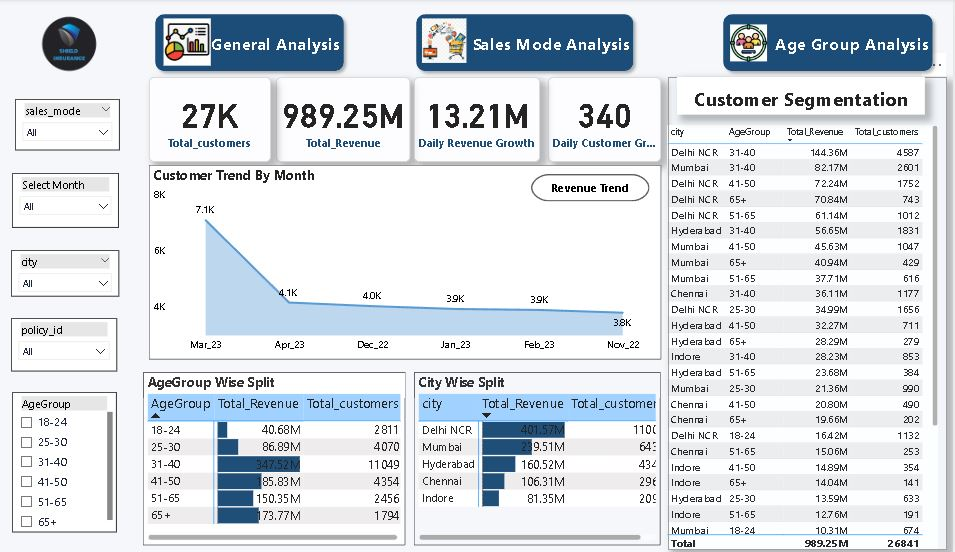 SHIELD
INSURANCE
General Analysis
Sales Mode Analysis
Age Group Analysis
sales_mode
All
Select Month
All
city
All
policy_id
All
AgeGroup
18-24
25-30
31-40
41-50
51-65
65+
27K
Total_customers
989.25M
Total_Revenue
13.21M
Daily Revenue Growth
340
Daily Customer Gr...
Customer Trend By Month
Revenue Trend
8K
6K
4K
7.1K
4.1K
4.0K
3.9K
3.9K
3.8K
Mar_23 Apr_23 Dec_22 Jan_23 Feb_23 Nov_22
AgeGroup Wise Split
AgeGroup Total_Revenue Total_customers
18-24 40.68M 2811
25-30 86.89M 4070
31-40 347.52M 11049
41-50 185.83M 4354
51-65 150.35M 2456
65+ 173.77M 1794
City Wise Split
city Total_Revenue Total_customer
Delhi NCR 401.57M 1100
Mumbai 239.51M 643
Hyderabad 160.52M 434
Chennai 106.31M 296
Indore 81.35M 209
Customer Segmentation
city AgeGroup Total_Revenue Total_customers
Delhi NCR 31-40 144.36M 4587
Mumbai 31-40 82.17M 2601
Delhi NCR 41-50 72.24M 1752
Delhi NCR 65+ 70.84M 743
Delhi NCR 51-65 61.14M 1012
Hyderabad 31-40 56.65M 1831
Mumbai 41-50 45.63M 1047
Mumbai 65+ 40.94M 429
Mumbai 51-65 37.71M 616
Chennai 31-40 36.11M 1177
Delhi NCR 25-30 34.99M 1656
Hyderabad 41-50 32.27M 711
Hyderabad 65+ 28.29M 279
Indore 31-40 28.23M 853
Hyderabad 51-65 23.68M 384
Mumbai 25-30 21.36M 990
Chennai 41-50 20.80M 490
Chennai 65+ 19.66M 202
Delhi NCR 18-24 16.42M 1132
Chennai 51-65 15.06M 253
Indore 41-50 14.89M 354
Indore 65+ 14.04M 141
Hyderabad 25-30 13.59M 633
Indore 51-65 12.76M 191
Mumbai 18-24 10.31M 674
Total 989.25M 26841